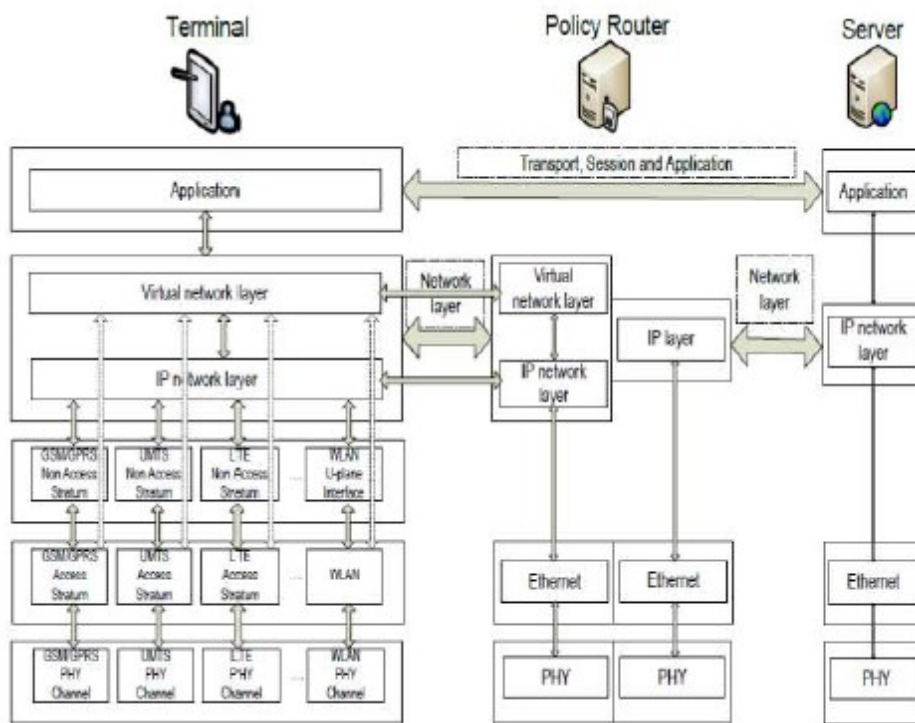 Terminal
Policy Router
Server
Transport, Session and Application
Application
Application
Virtual network layer
Network
layer
Virtual
network layer
Network
layer
IP network layer
IP network
layer
IP layer
IP network
layer
GSM/GPRS
Non Access
Stratum
UMTS
Non Access
Stratum
LTE
Non Access
Stratum
...
WLAN
U-plane
Interface
GSM/GPRS
Access
Stratum
UMTS
Access
Stratum
LTE
Access
Stratum
...
WLAN
Ethernet
Ethernet
Ethernet
GSM/GPRS
PHY
Channel
UMTS
PHY
Channel
LTE
PHY
Channel
...
WLAN
PHY
Channel
PHY
PHY
PHY